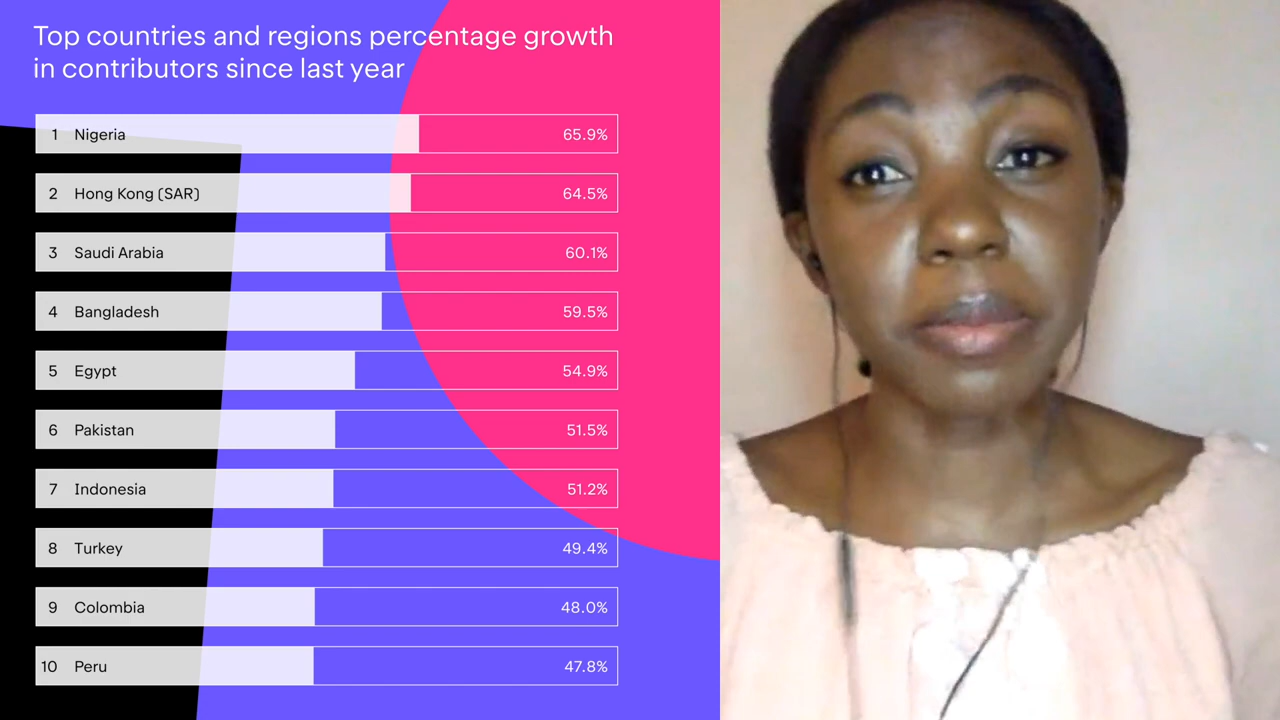 Top countries and regions percentage growth
in contributors since last year
1 Nigeria 65.9%
2 Hong Kong (SAR) 64.5%
3 Saudi Arabia 60.1%
4 Bangladesh 59.5%
5 Egypt 54.9%
6 Pakistan 51.5%
7 Indonesia 51.2%
8 Turkey 49.4%
9 Colombia 48.0%
10 Peru 47.8%